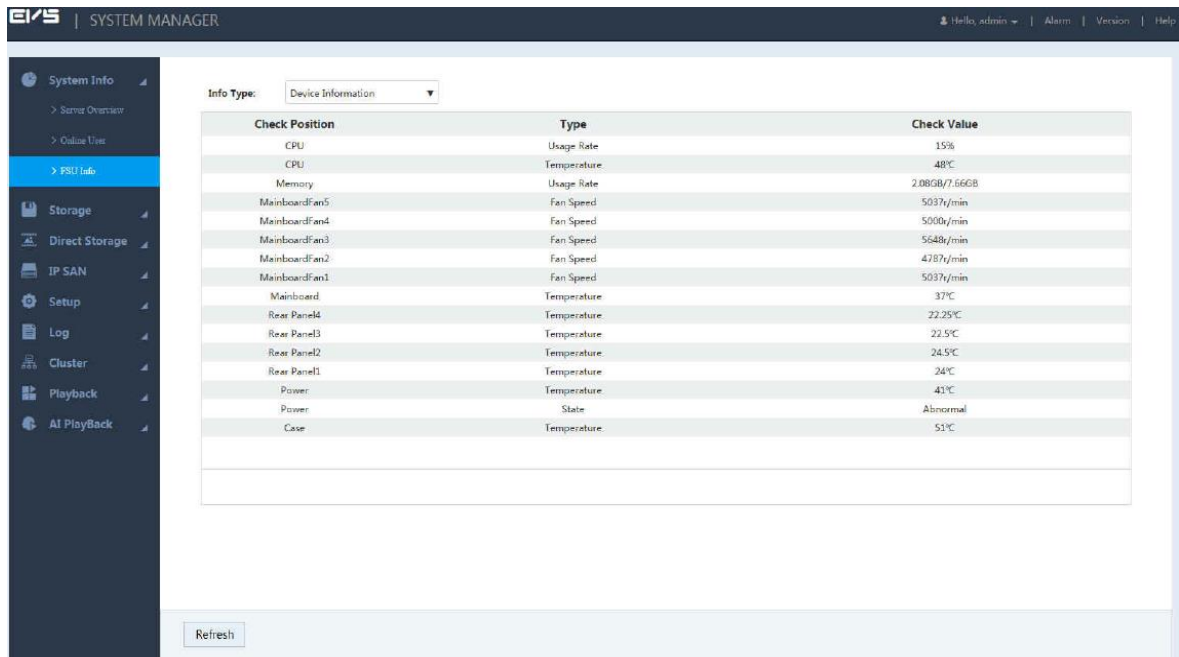 EVS | SYSTEM MANAGER
Hello, admin | Alarm | Version | Help
System Info
> Server Overview
> Online User
> FSU Info
Storage
Direct Storage
IP SAN
Setup
Log
Cluster
Playback
AI PlayBack
Info Type: Device Information
Check Position Type Check Value
CPU Usage Rate 15%
CPU Temperature 48℃
Memory Usage Rate 2.08GB/7.66GB
MainboardFan5 Fan Speed 5037r/min
MainboardFan4 Fan Speed 5000r/min
MainboardFan3 Fan Speed 5648r/min
MainboardFan2 Fan Speed 4787r/min
MainboardFan1 Fan Speed 5037r/min
Mainboard Temperature 37℃
Rear Panel4 Temperature 22.25℃
Rear Panel3 Temperature 22.5℃
Rear Panel2 Temperature 24.5℃
Rear Panel1 Temperature 24℃
Power Temperature 41℃
Power State Abnormal
Case Temperature 51℃
Refresh